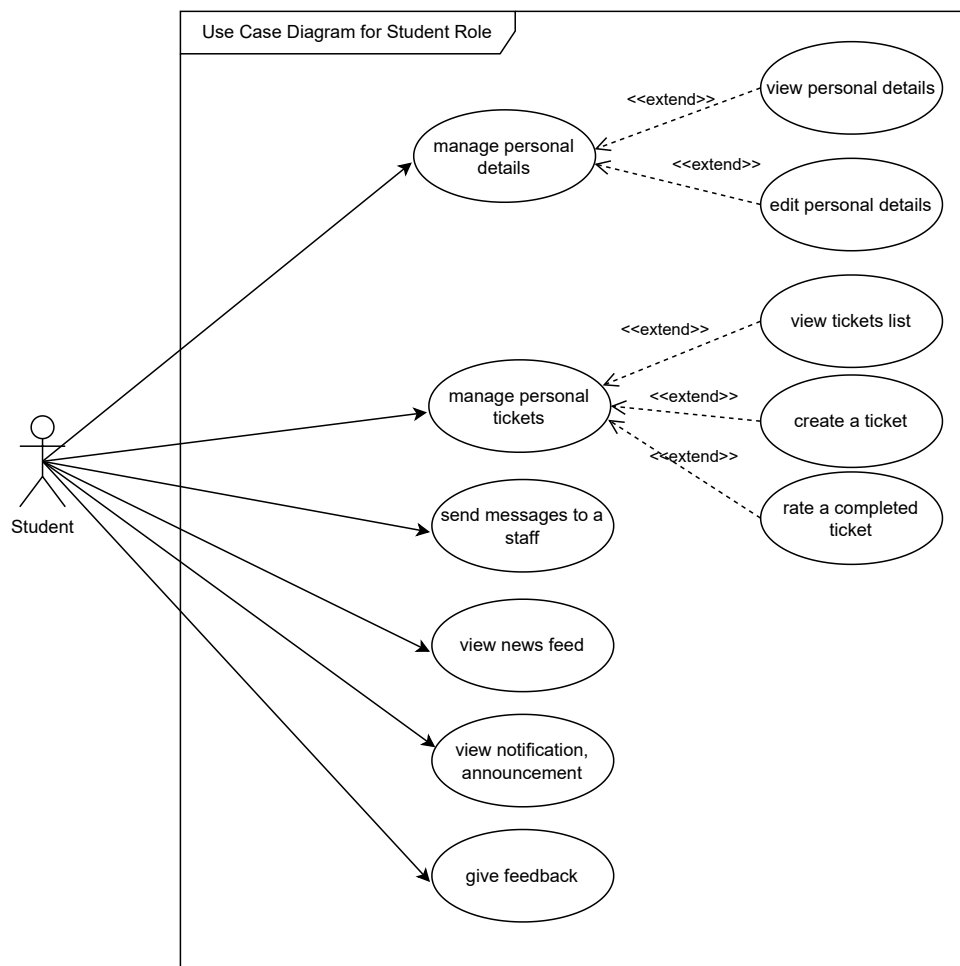 Use Case Diagram for Student Role
view personal details
<<extend>>
manage personal
details
<<extend>>
edit personal details
view tickets list
<<extend>>
manage personal
tickets
<<extend>>
create a ticket
<<extend>>
rate a completed
ticket
Student
send messages to a
staff
view news feed
view notification,
announcement
give feedback